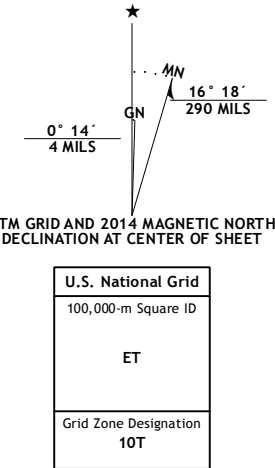 ★
MN
GN
16° 18´
290 MILS
0° 14´
4 MILS
TM GRID AND 2014 MAGNETIC NORTH
DECLINATION AT CENTER OF SHEET
U.S. National Grid
100,000-m Square ID
ET
Grid Zone Designation
10T